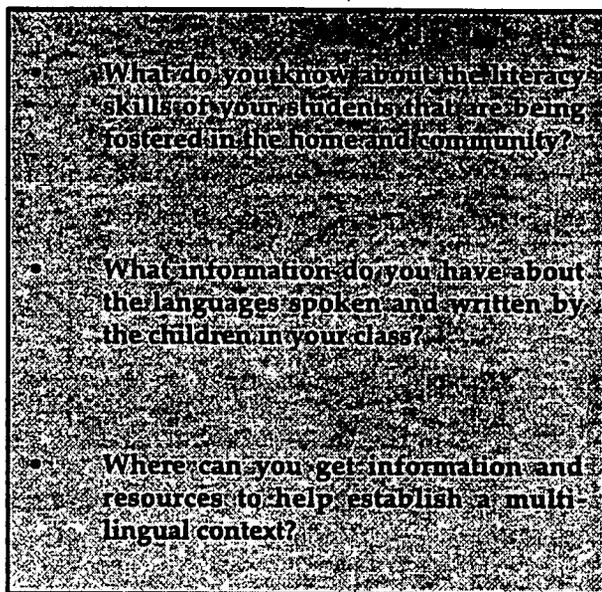 • What do you know about the literacy
skills of your students that are being
fostered in the home and community?
• What information do you have about
the languages spoken and written by
the children in your class?
• Where can you get information and
resources to help establish a multi-
lingual context?